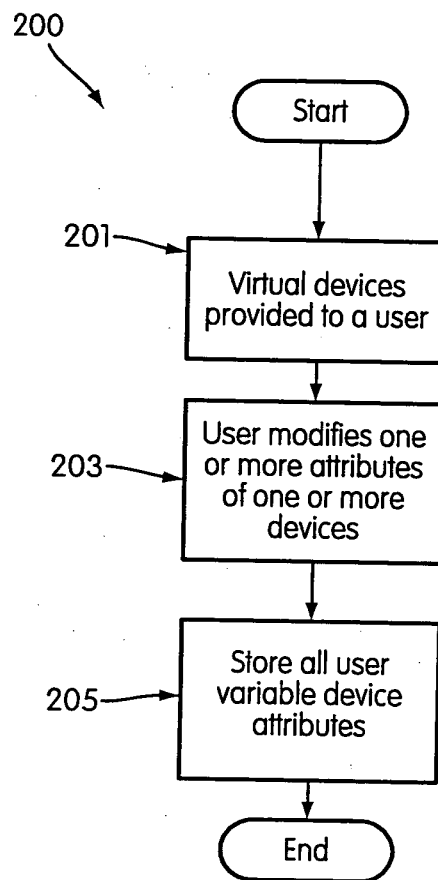 200
Start
201
Virtual devices
provided to a user
203
User modifies one
or more attributes
of one or more
devices
205
Store all user
variable device
attributes
End